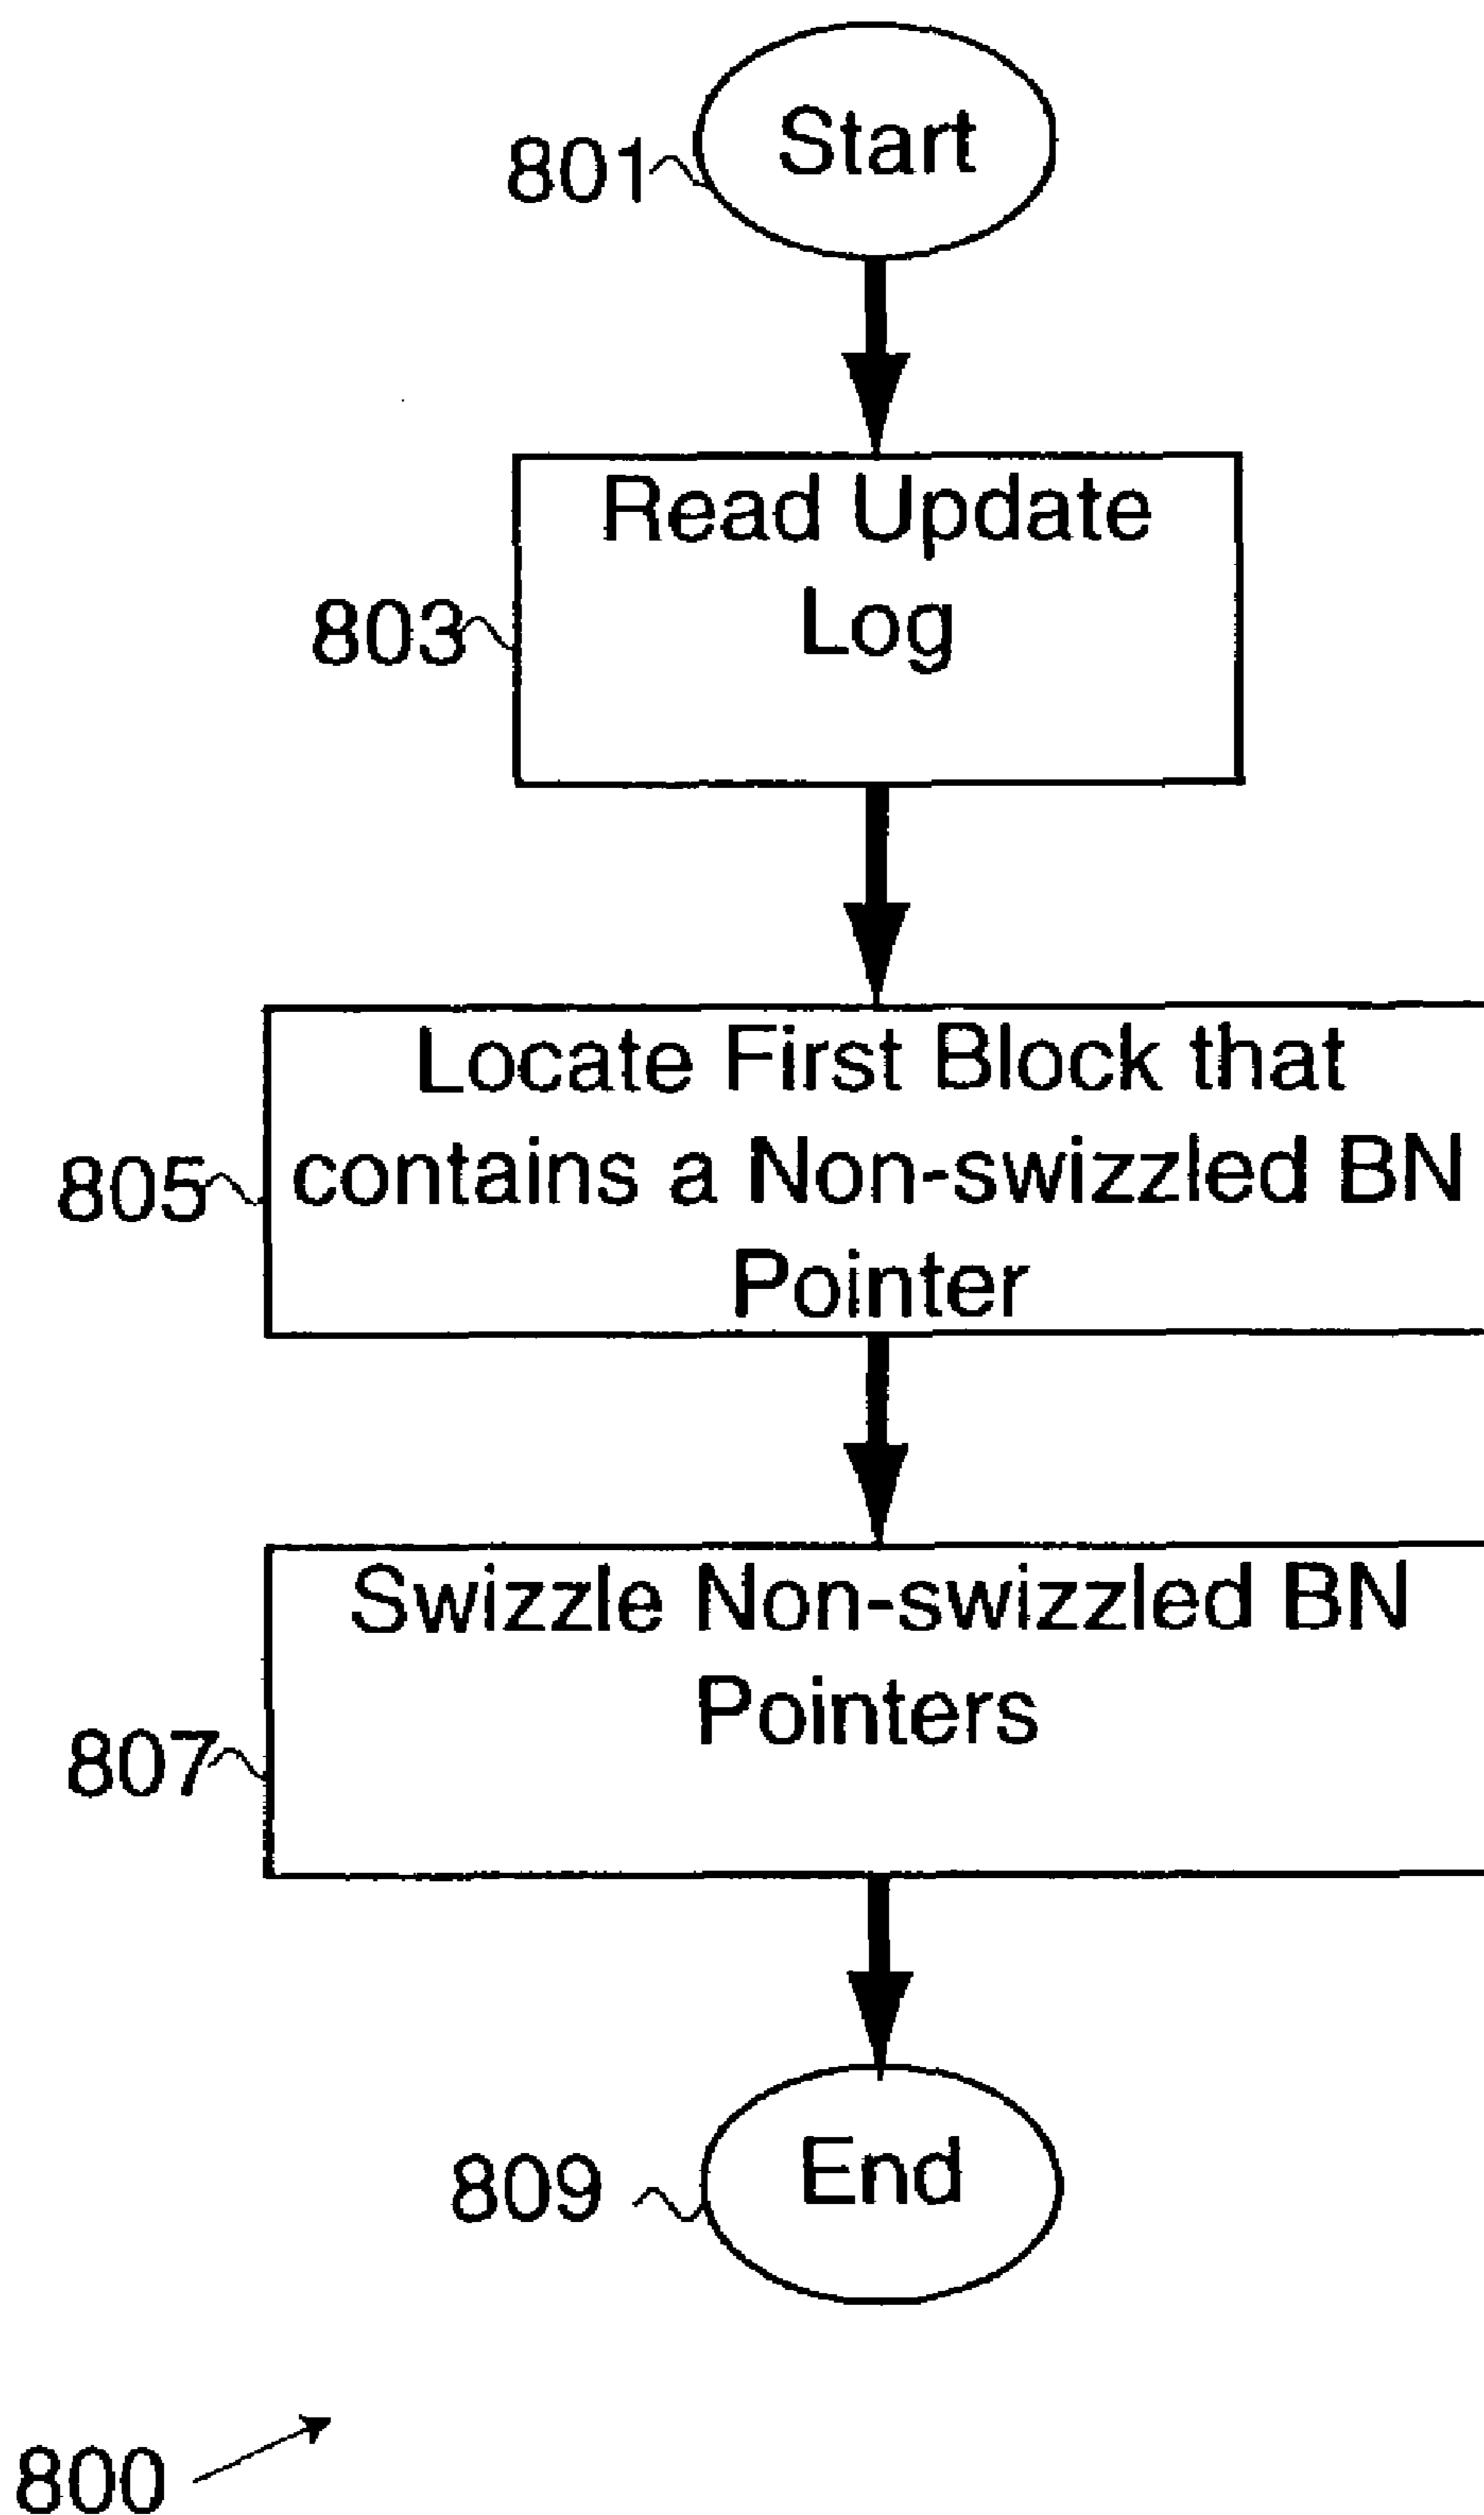 Start
801
Read Update
Log
803
Locate First Block that
contains a Non-swizzled BN
Pointer
805
Swizzle Non-swizzled BN
Pointers
807
End
809
800